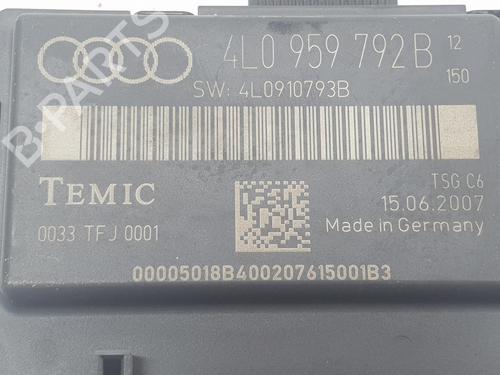 4L0 959 792B 12
150
SW: 4L0910793B
B-PARTS
TEMIC
TSG C6
15.06.2007
0033 TFJ 0001
Made in Germany
00005018B400207615001B3